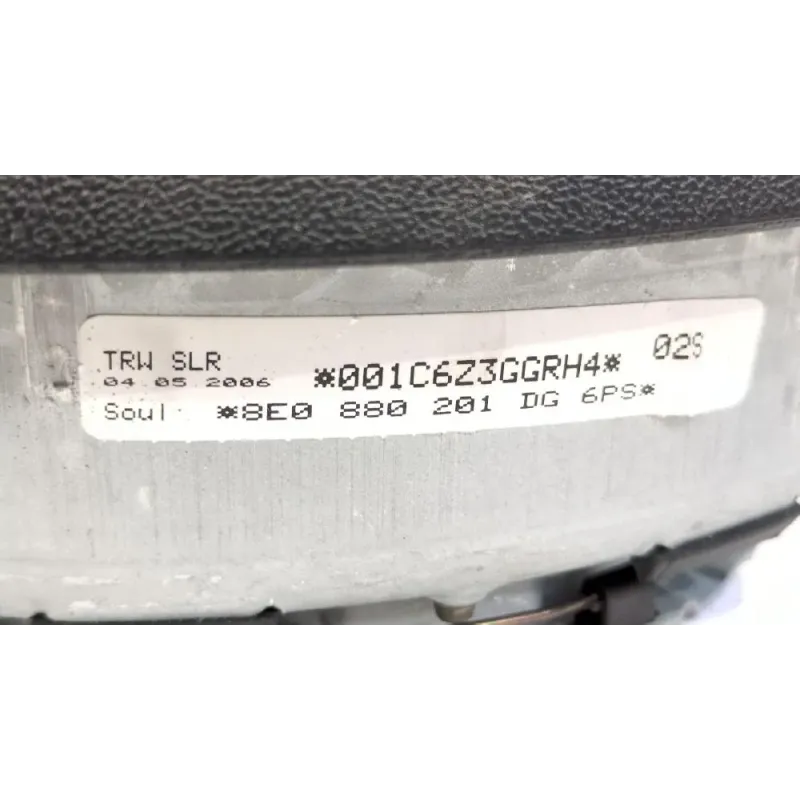 TRW SLR
04.05.2006 *001C6Z3GGRH4* 02S
Soul *8E0 880 201 DG 6PS*